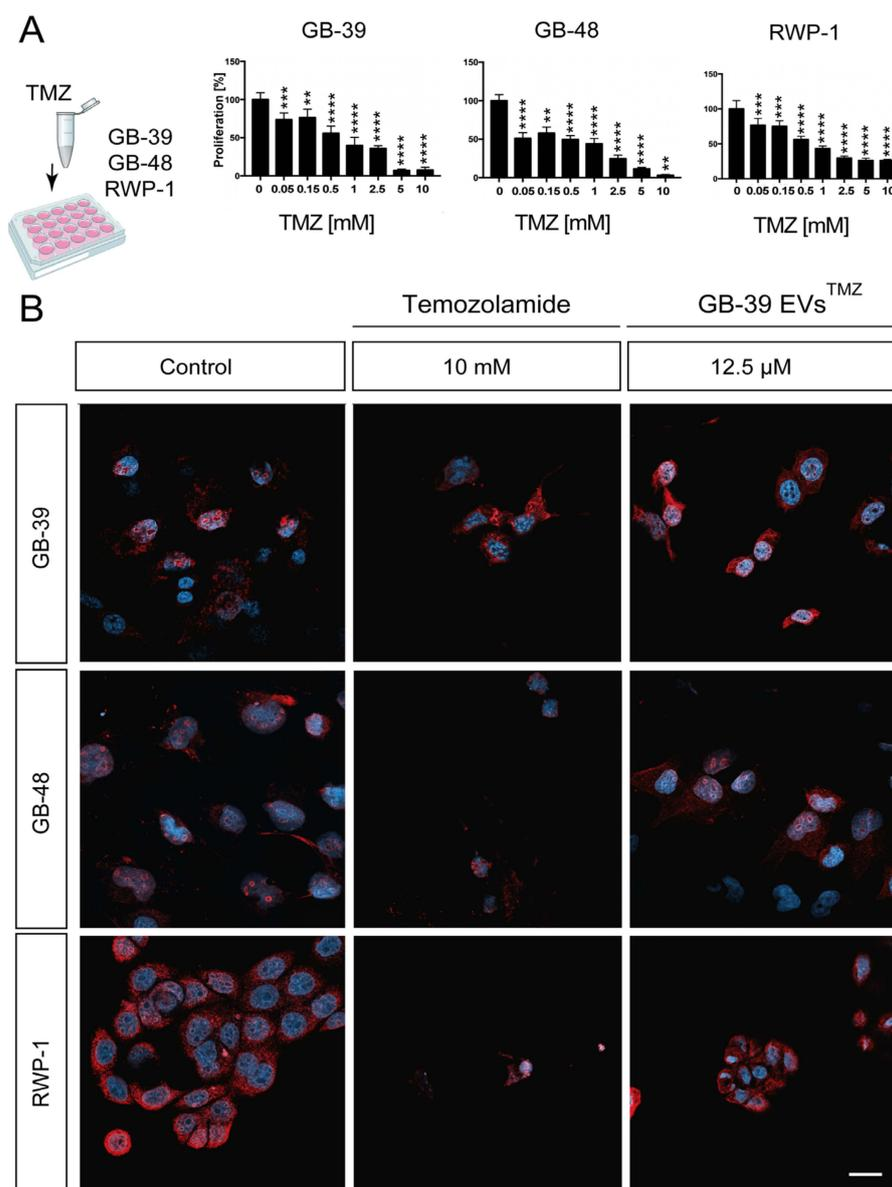 A
GB-39
GB-48
RWP-1
TMZ
GB-39
GB-48
RWP-1
Proliferation [%]
150
100
50
0
*** ** **** **** **** **** ****
0 0.05 0.15 0.5 1 2.5 5 10
TMZ [mM]
150
100
50
0
**** ** **** **** **** **** **
0 0.05 0.15 0.5 1 2.5 5 10
TMZ [mM]
150
100
50
0
*** *** **** **** **** **** ****
0 0.05 0.15 0.5 1 2.5 5 10
TMZ [mM]
B
Temozolamide
GB-39 EVsTMZ
Control
10 mM
12.5 µM
GB-39
GB-48
RWP-1